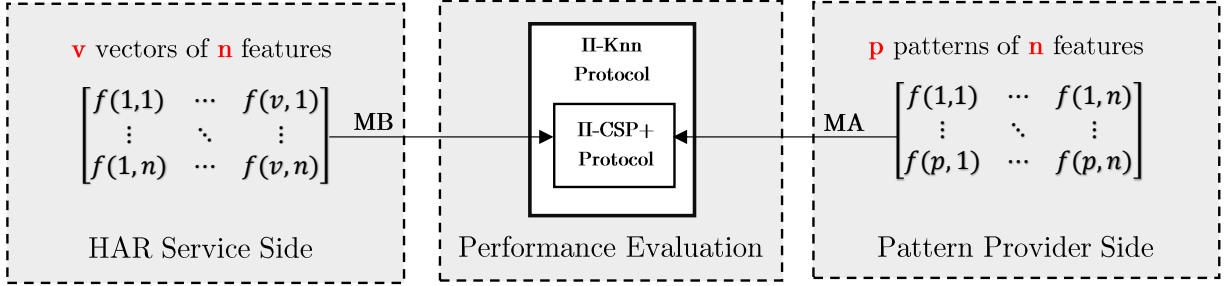 v vectors of n features
f(1,1) ⋯ f(v,1)
⋮ ⋱ ⋮
f(1,n) ⋯ f(v,n)
MB
HAR Service Side
Π-Knn
Protocol
Π-CSP+
Protocol
Performance Evaluation
p patterns of n features
f(1,1) ⋯ f(1,n)
⋮ ⋱ ⋮
f(p,1) ⋯ f(p,n)
MA
Pattern Provider Side